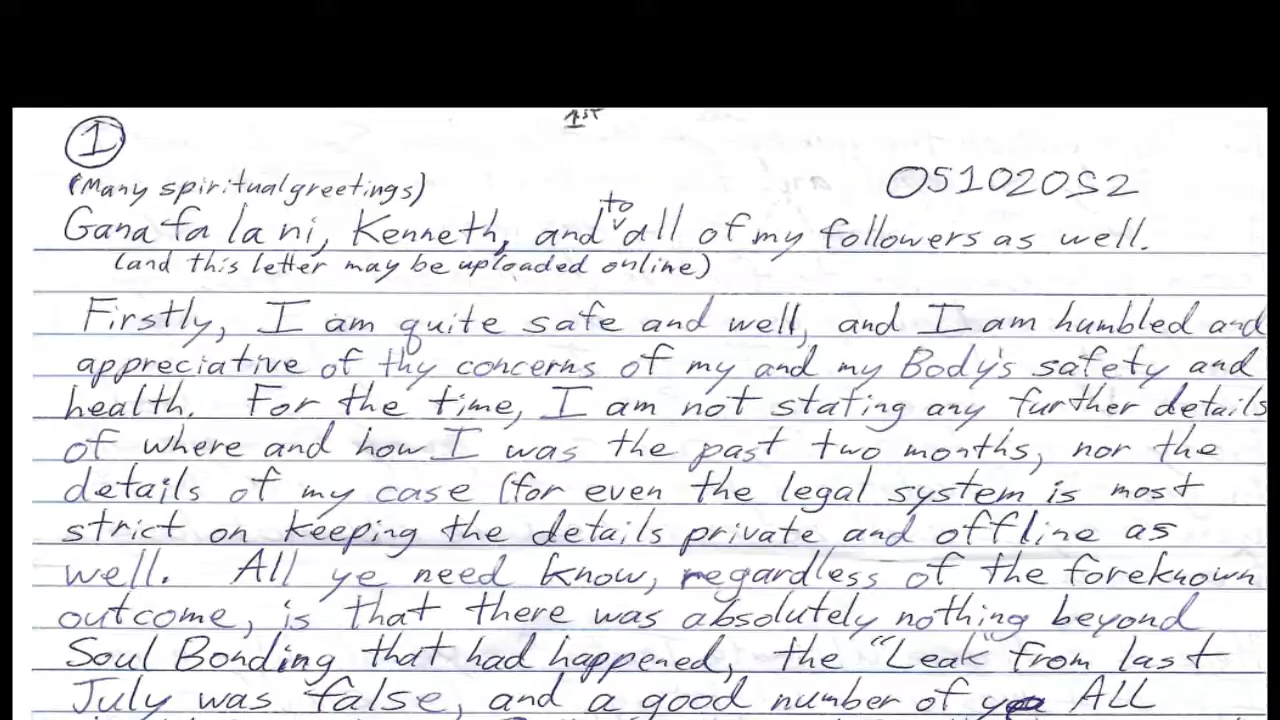 1st
①
(Many spiritual greetings) 05102052
Ganafalani, Kenneth, and to all of my followers as well.
(and this letter may be uploaded online)
Firstly, I am quite safe and well, and I am humbled and
appreciative of thy concerns of my and my Body's safety and
health. For the time, I am not stating any further details
of where and how I was the past two months, nor the
details of my case (for even the legal system is most
strict on keeping the details private and offline as
well. All ye need know, regardless of the foreknown
outcome, is that there was absolutely nothing beyond
Soul Bonding that had happened, the "Leak" from last
July was false, and a good number of ALL